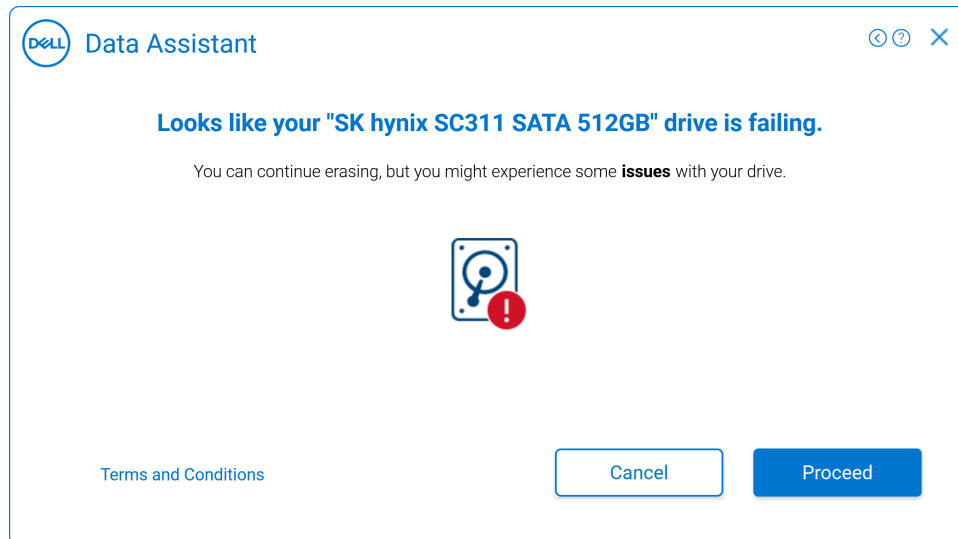 DELL
Data Assistant
Looks like your "SK hynix SC311 SATA 512GB" drive is failing.
You can continue erasing, but you might experience some issues with your drive.
Terms and Conditions
Cancel
Proceed